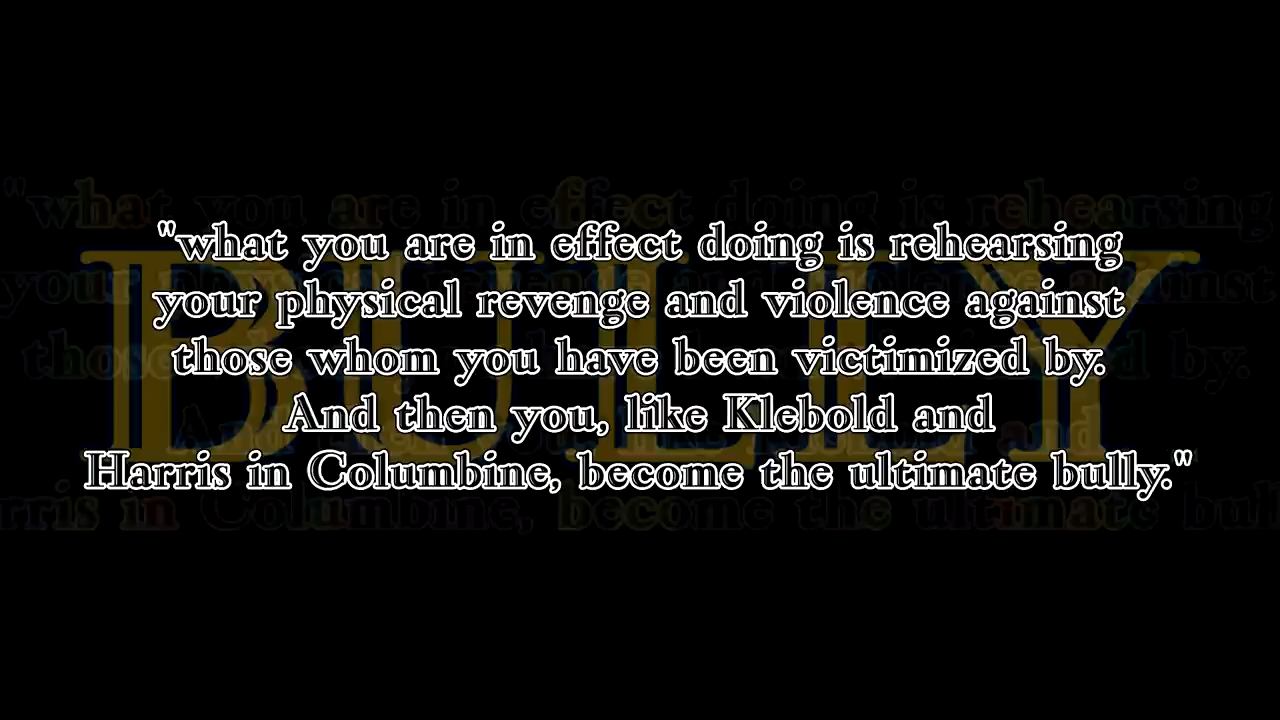 "what you are in effect doing is rehearsing
your physical revenge and violence against
those whom you have been victimized by.
And then you, like Klebold and
Harris in Columbine, become the ultimate bully."
BULLY